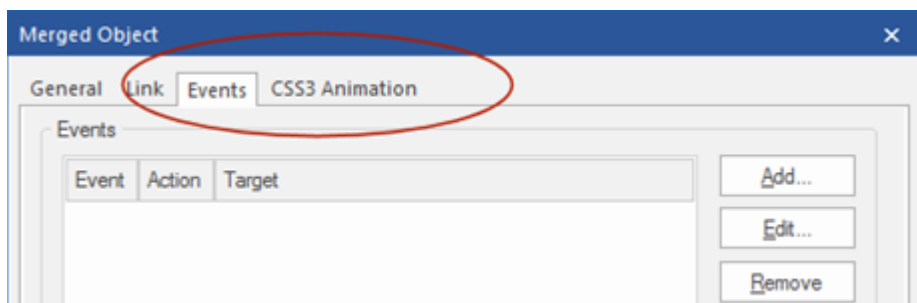 Merged Object
General Link Events CSS3 Animation
Events
Event Action Target
Add...
Edit...
Remove